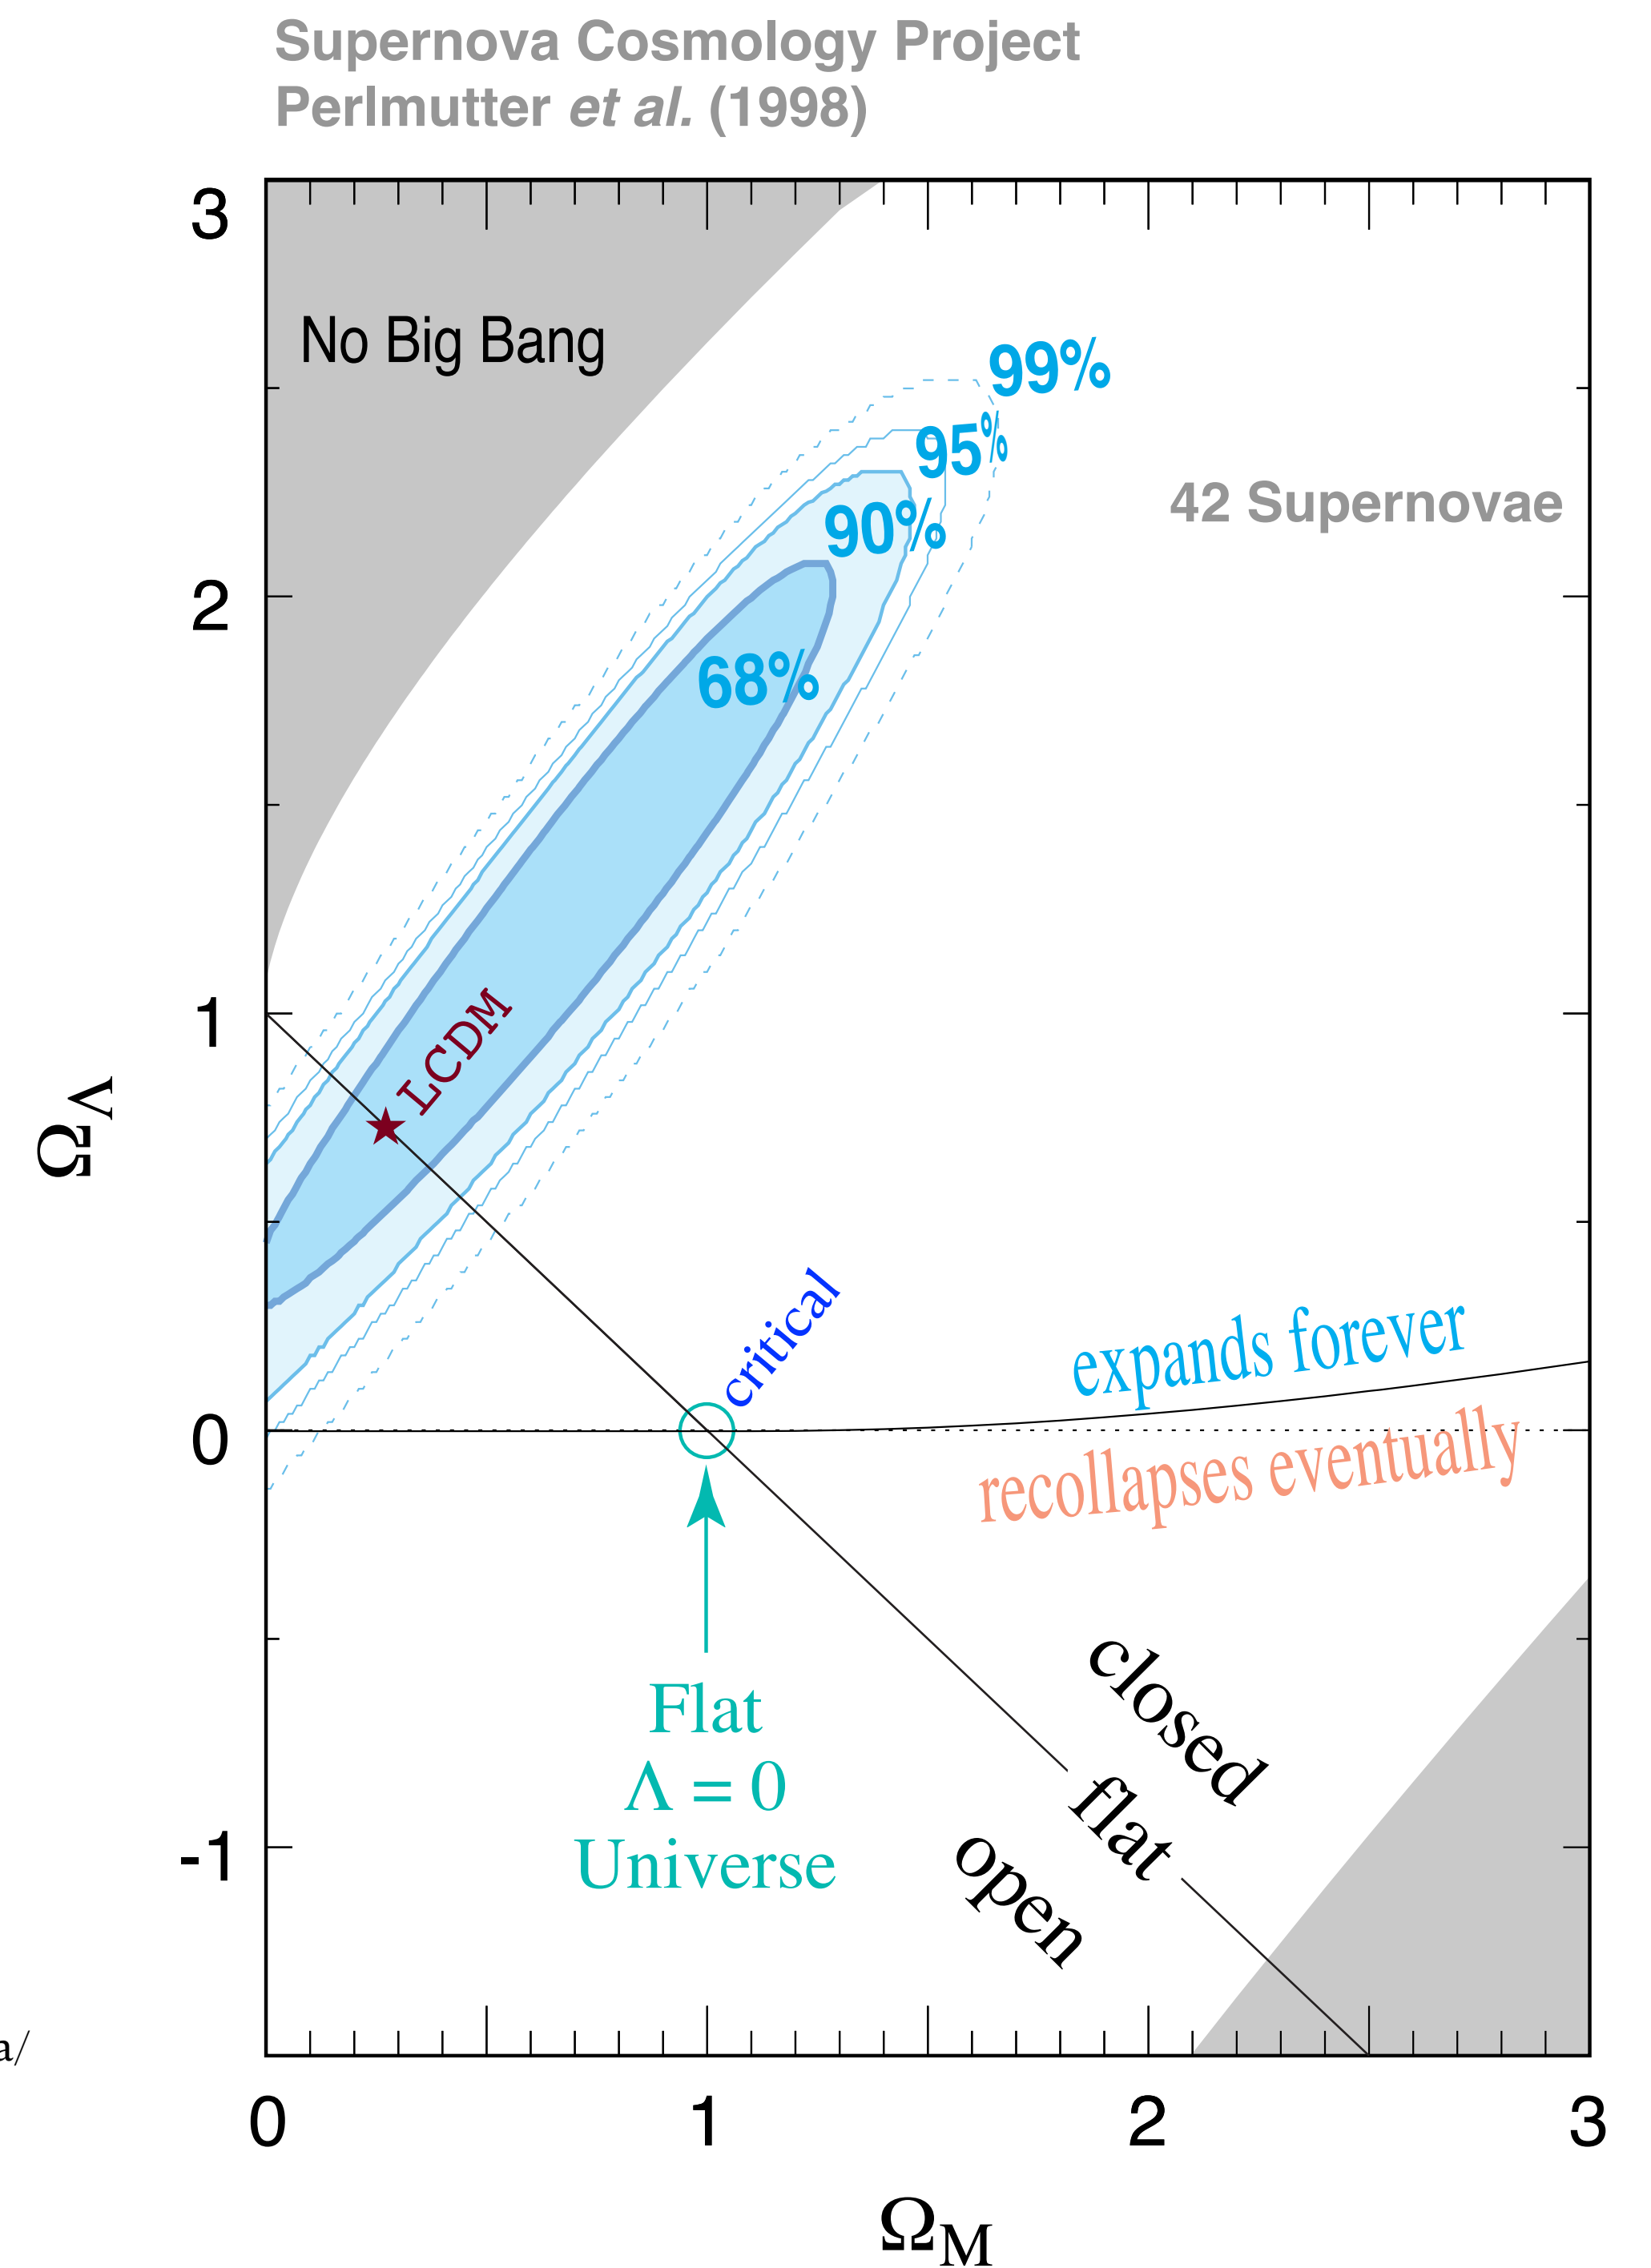 Supernova Cosmology Project
Perlmutter et al. (1998)
3
No Big Bang
99%
95%
42 Supernovae
90%
2
68%
1
LCDM
ΩΛ
critical
expands forever
0
recollapses eventually
closed
Flat
flat
Λ = 0
-1
open
Universe
a/
0
1
2
3
ΩM